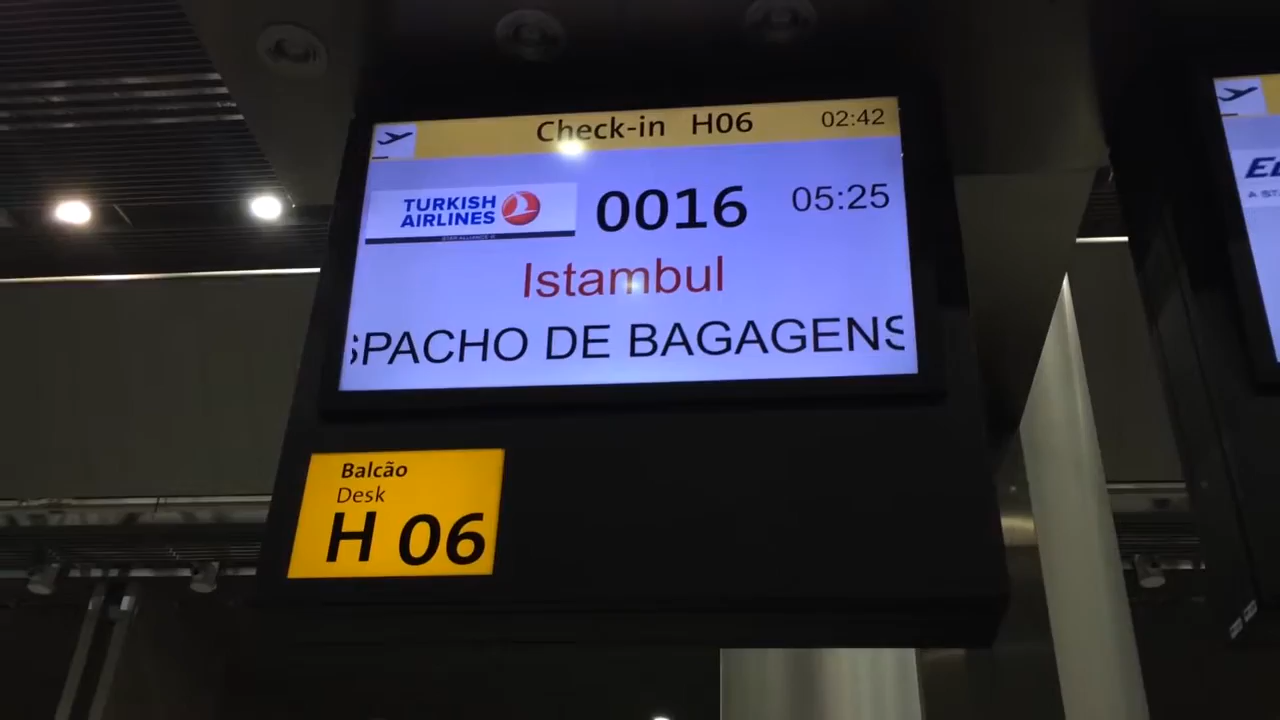 Check-in H06 02:42
TURKISH AIRLINES 0016 05:25
Istambul
SPACHO DE BAGAGENS
Balcão
Desk
H 06